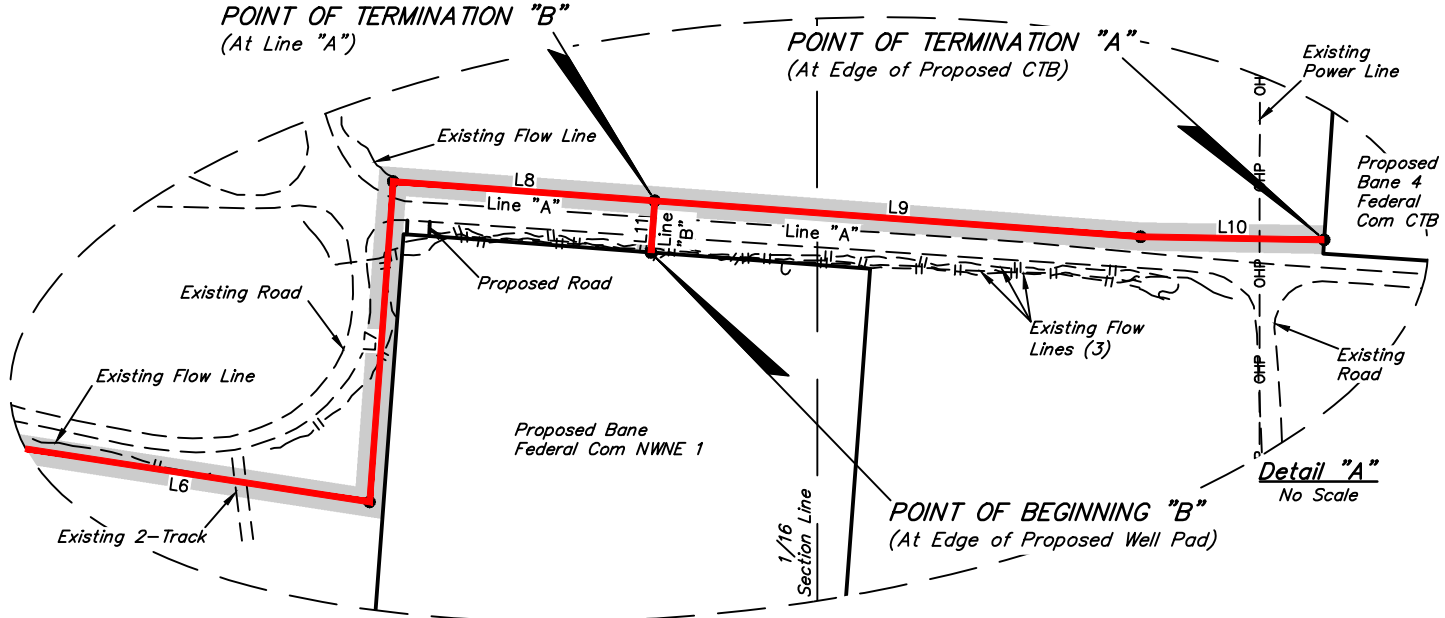 POINT OF TERMINATION "B"
(At Line "A")
POINT OF TERMINATION "A"
(At Edge of Proposed CTB)
Existing
Power Line
OHP
Existing Flow Line
Proposed
Bane 4
Federal
Com CTB
OHP
L8
Line "A"
L9
L10
L11
Line
"B"
Line "A"
C
OHP
Proposed Road
Existing Road
Existing Flow
Lines (3)
L7
OHP
Existing
Road
Existing Flow Line
Proposed Bane
Federal Com NWNE 1
L6
Detail "A"
No Scale
1/16
Section Line
POINT OF BEGINNING "B"
(At Edge of Proposed Well Pad)
Existing 2-Track